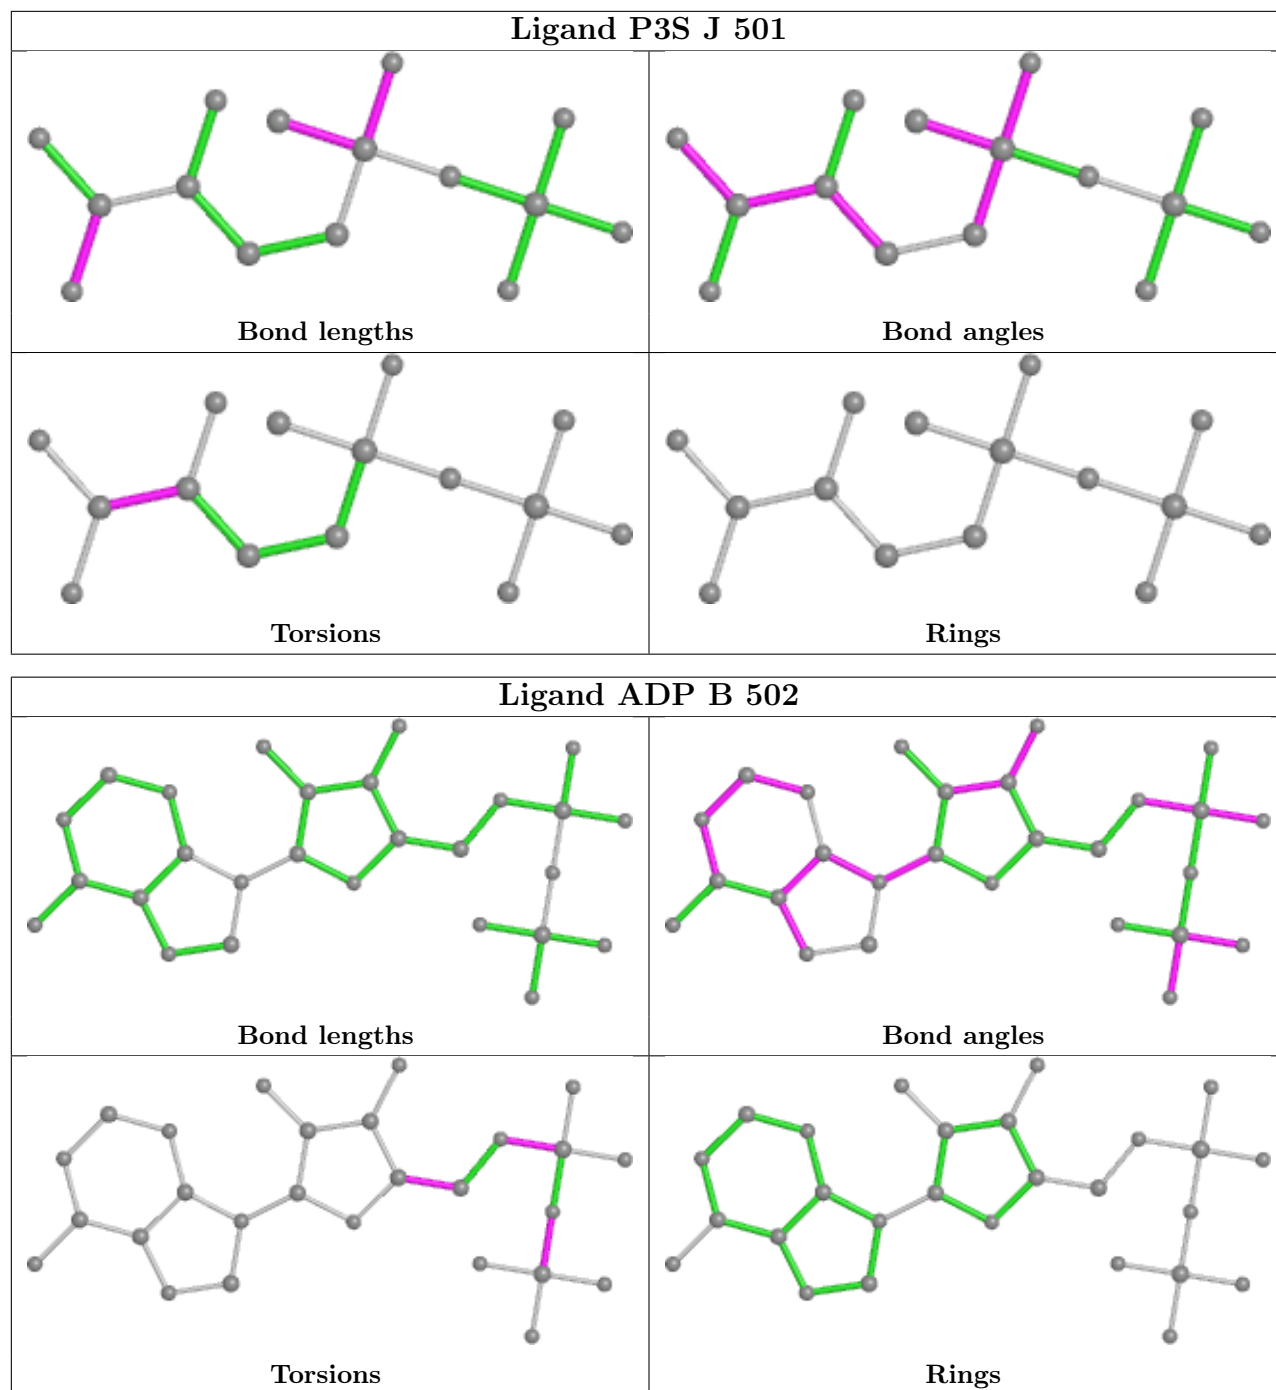 Ligand P3S J 501
Bond lengths
Bond angles
Torsions
Rings
Ligand ADP B 502
Bond lengths
Bond angles
Torsions
Rings